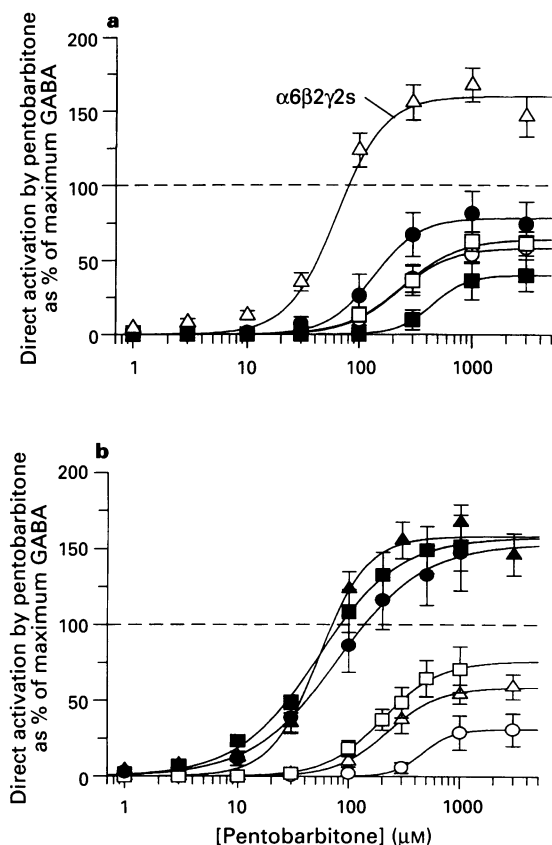 a
Direct activation by pentobarbitone
as % of maximum GABA
200
150
100
50
0
α6β2γ2s
1
10
100
1000
b
Direct activation by pentobarbitone
as % of maximum GABA
200
150
100
50
0
1
10
100
1000
[Pentobarbitone] (μM)